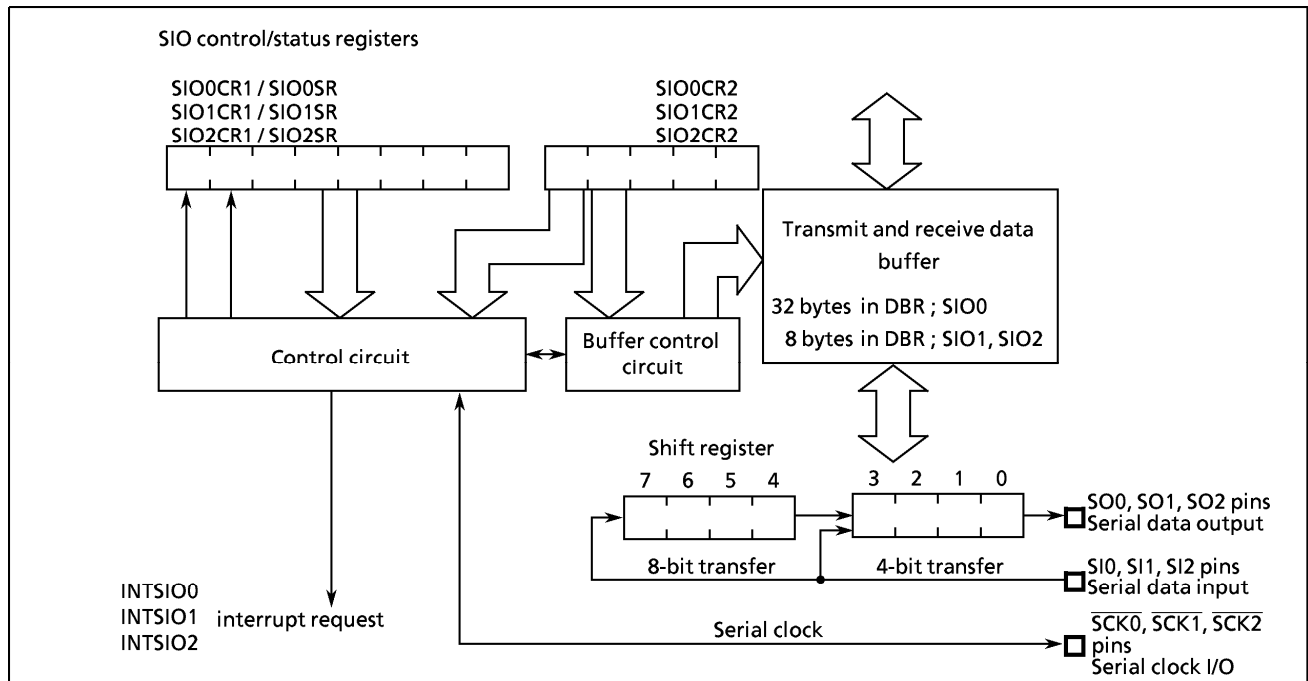 SIO control/status registers
SIO0CR1 / SIO0SR
SIO1CR1 / SIO1SR
SIO2CR1 / SIO2SR
SIO0CR2
SIO1CR2
SIO2CR2
Transmit and receive data
buffer
32 bytes in DBR ; SIO0
8 bytes in DBR ; SIO1, SIO2
Control circuit
Buffer control
circuit
Shift register
7 6 5 4
3 2 1 0
SO0, SO1, SO2 pins
Serial data output
8-bit transfer
4-bit transfer
SI0, SI1, SI2 pins
Serial data input
INTSIO0
INTSIO1
INTSIO2
interrupt request
Serial clock
SCK0, SCK1, SCK2
pins
Serial clock I/O